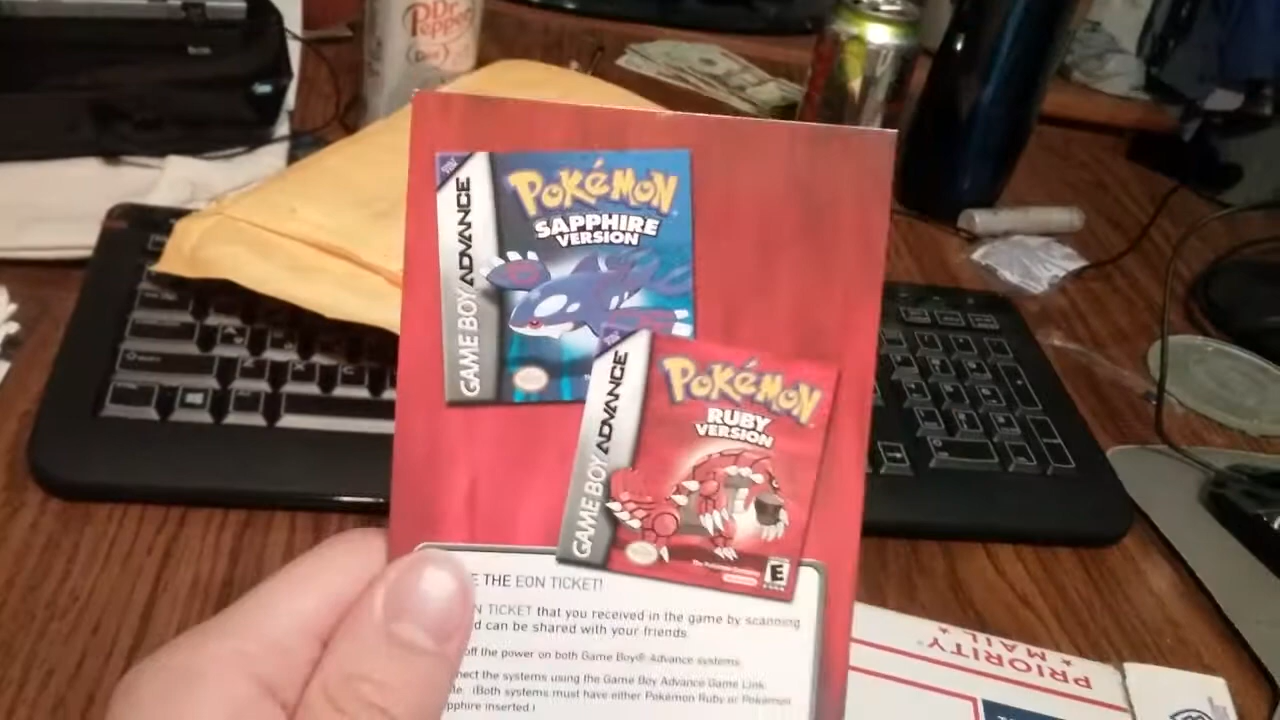 Dr Pepper
POKéMON
SAPPHIRE
VERSION
GAME BOY ADVANCE
POKéMON
RUBY
VERSION
GAME BOY ADVANCE
E
E THE EON TICKET!
N TICKET that you received in the game by scanning
d can be shared with your friends.
off the power on both Game Boy® Advance systems.
nect the systems using the Game Boy Advance Game Link
le. (Both systems must have either Pokémon Ruby or Pokémon
pphire inserted.)
PRIORITY
★ MAIL ★